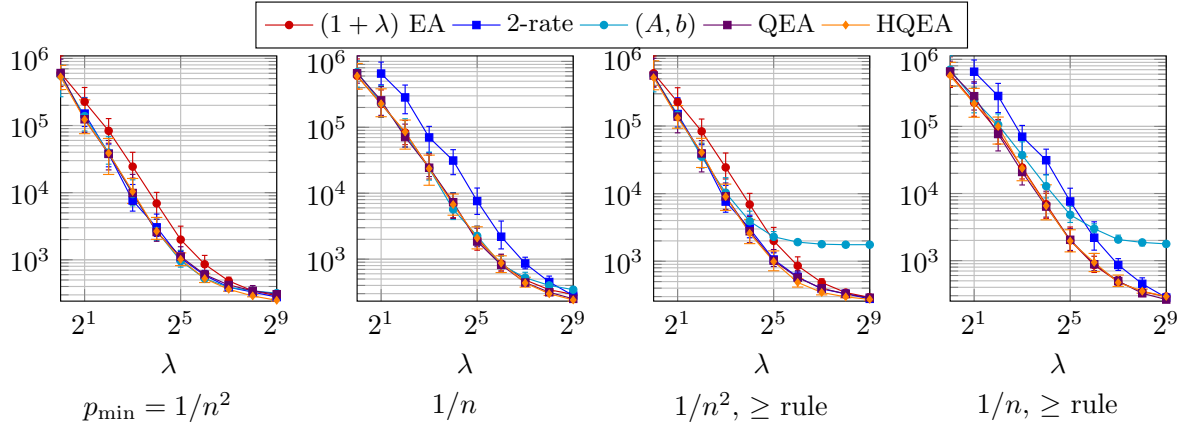 (1 + λ) EA 2-rate (A, b) QEA HQEA
10^6 10^6 10^6 10^6
10^5 10^5 10^5 10^5
10^4 10^4 10^4 10^4
10^3 10^3 10^3 10^3
2^1 2^5 2^9 2^1 2^5 2^9 2^1 2^5 2^9 2^1 2^5 2^9
λ λ λ λ
p_min = 1/n^2 1/n 1/n^2, ≥ rule 1/n, ≥ rule